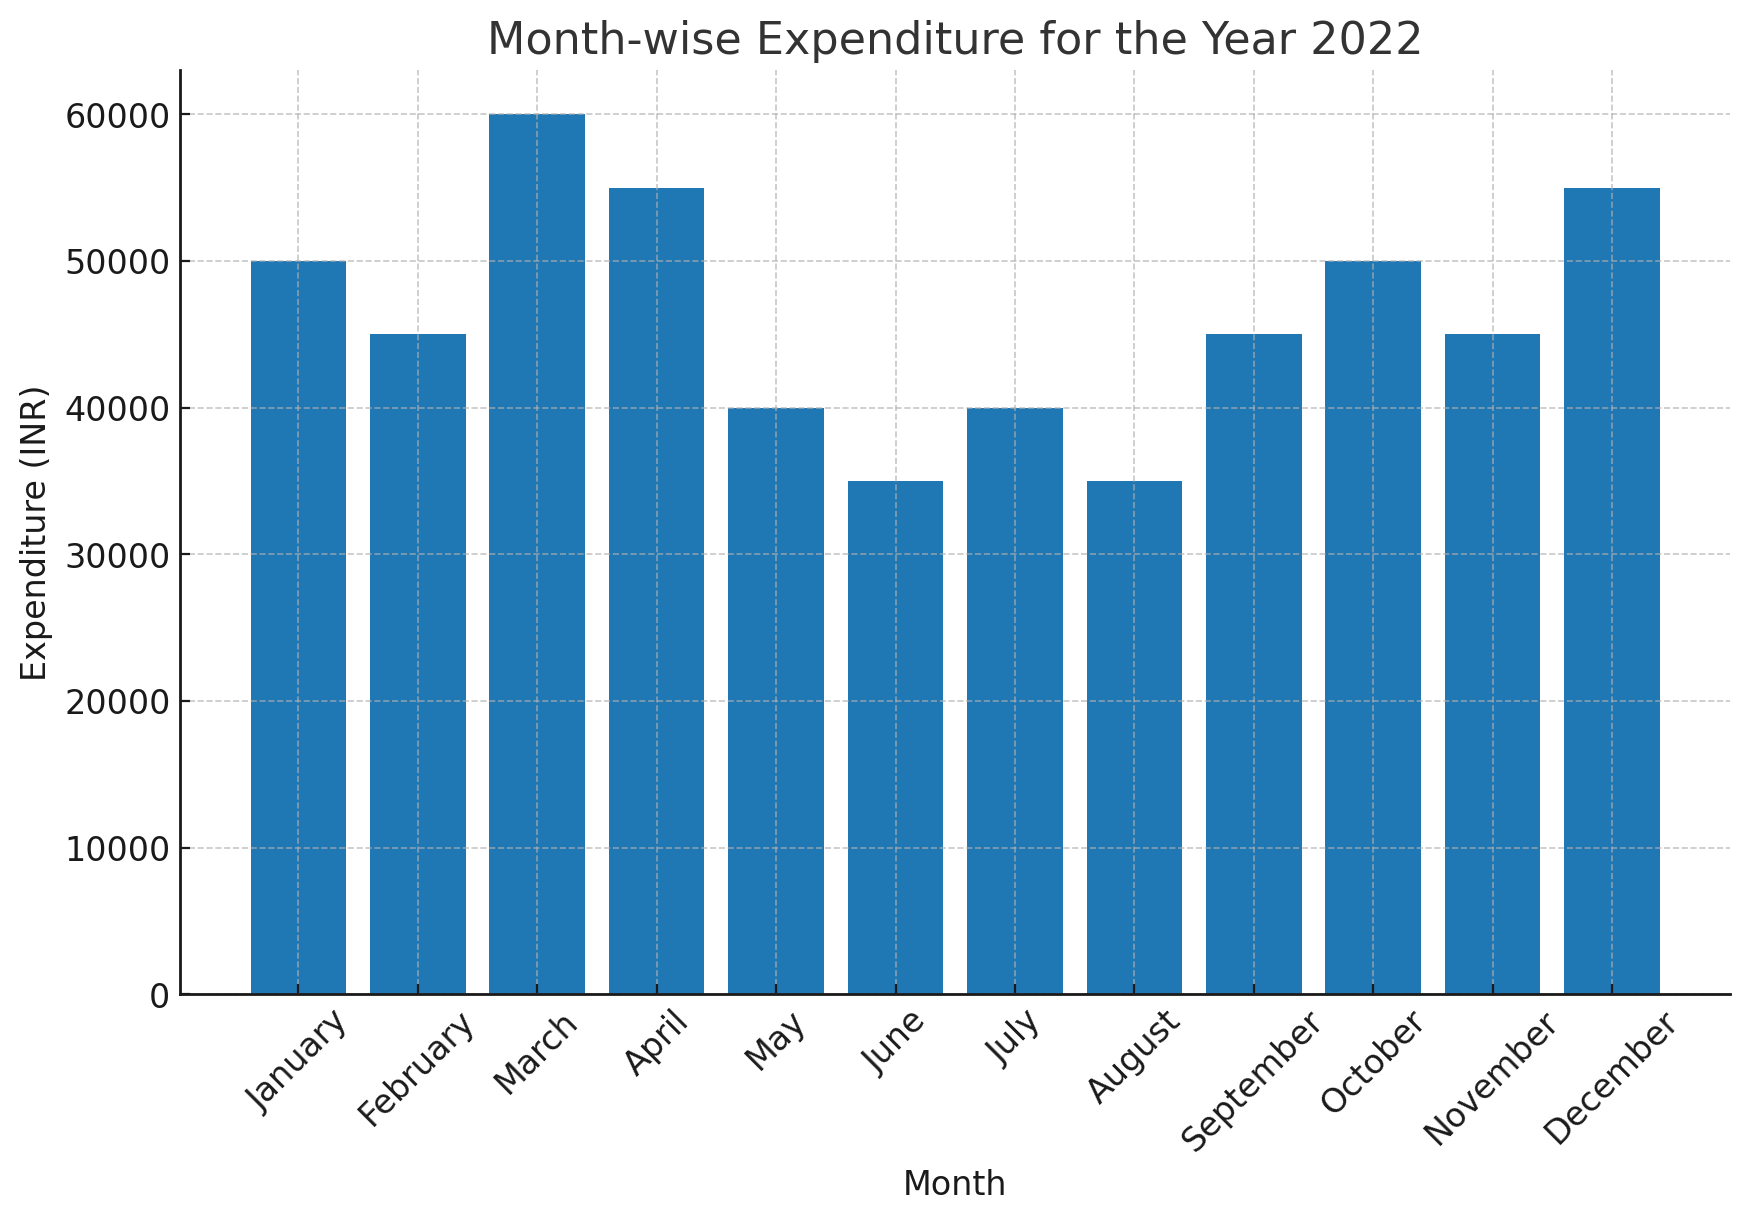 Month-wise Expenditure for the Year 2022
Expenditure (INR)
60000
50000
40000
30000
20000
10000
0
January
February
March
April
May
June
July
August
September
October
November
December
Month